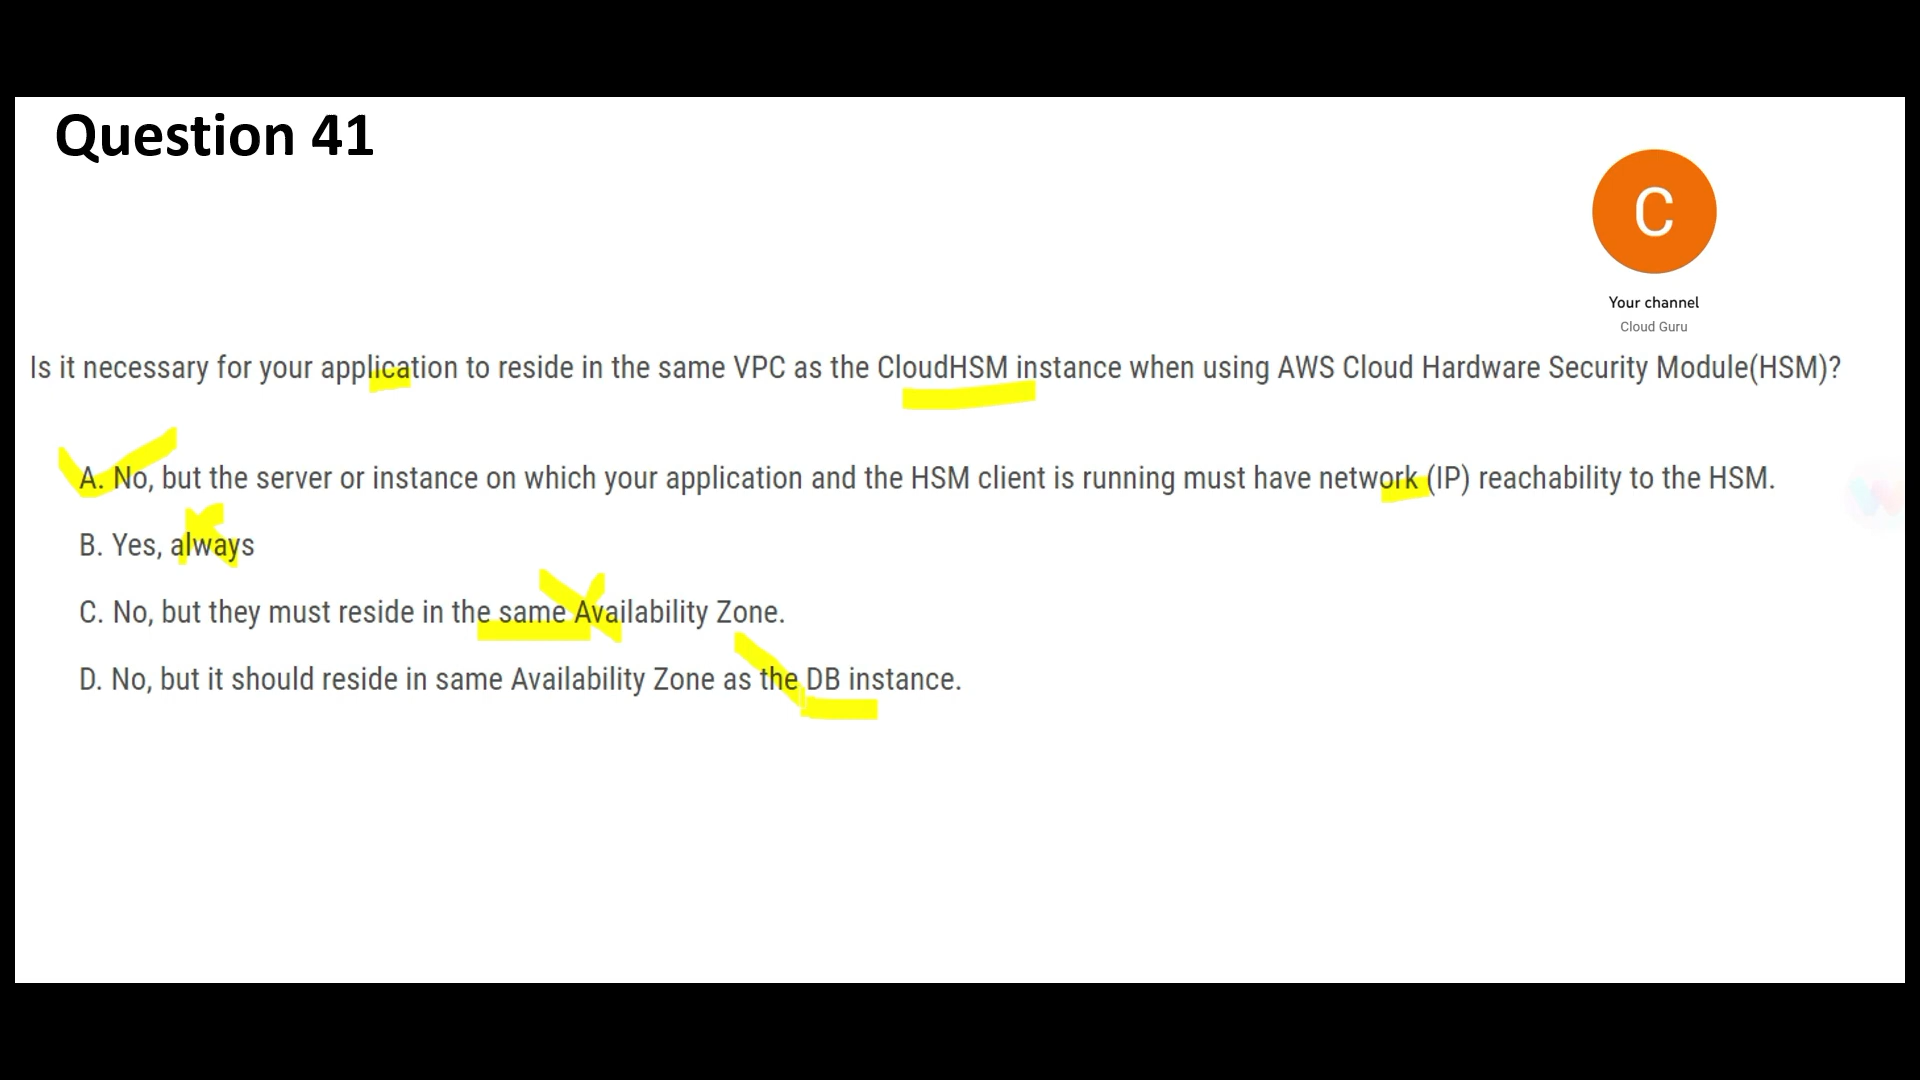 Question 41
C
Your channel
Cloud Guru
Is it necessary for your application to reside in the same VPC as the CloudHSM instance when using AWS Cloud Hardware Security Module(HSM)?
A. No, but the server or instance on which your application and the HSM client is running must have network (IP) reachability to the HSM.
B. Yes, always
C. No, but they must reside in the same Availability Zone.
D. No, but it should reside in same Availability Zone as the DB instance.